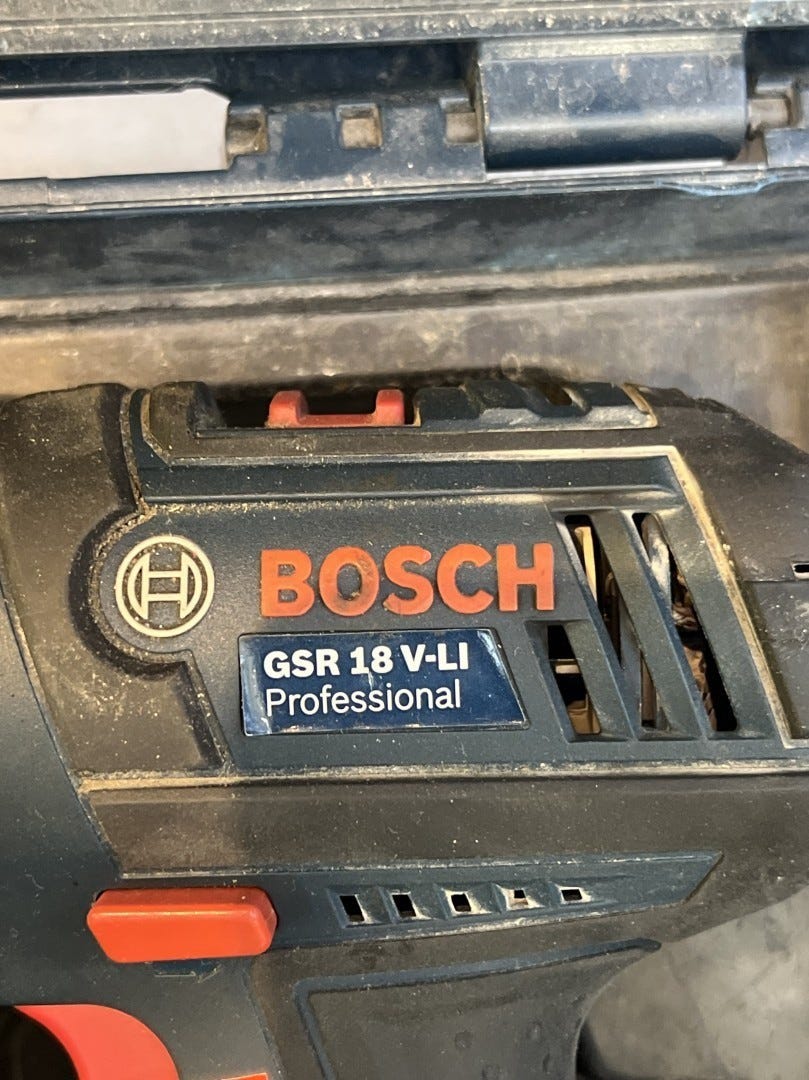 BOSCH
GSR 18 V-LI
Professional